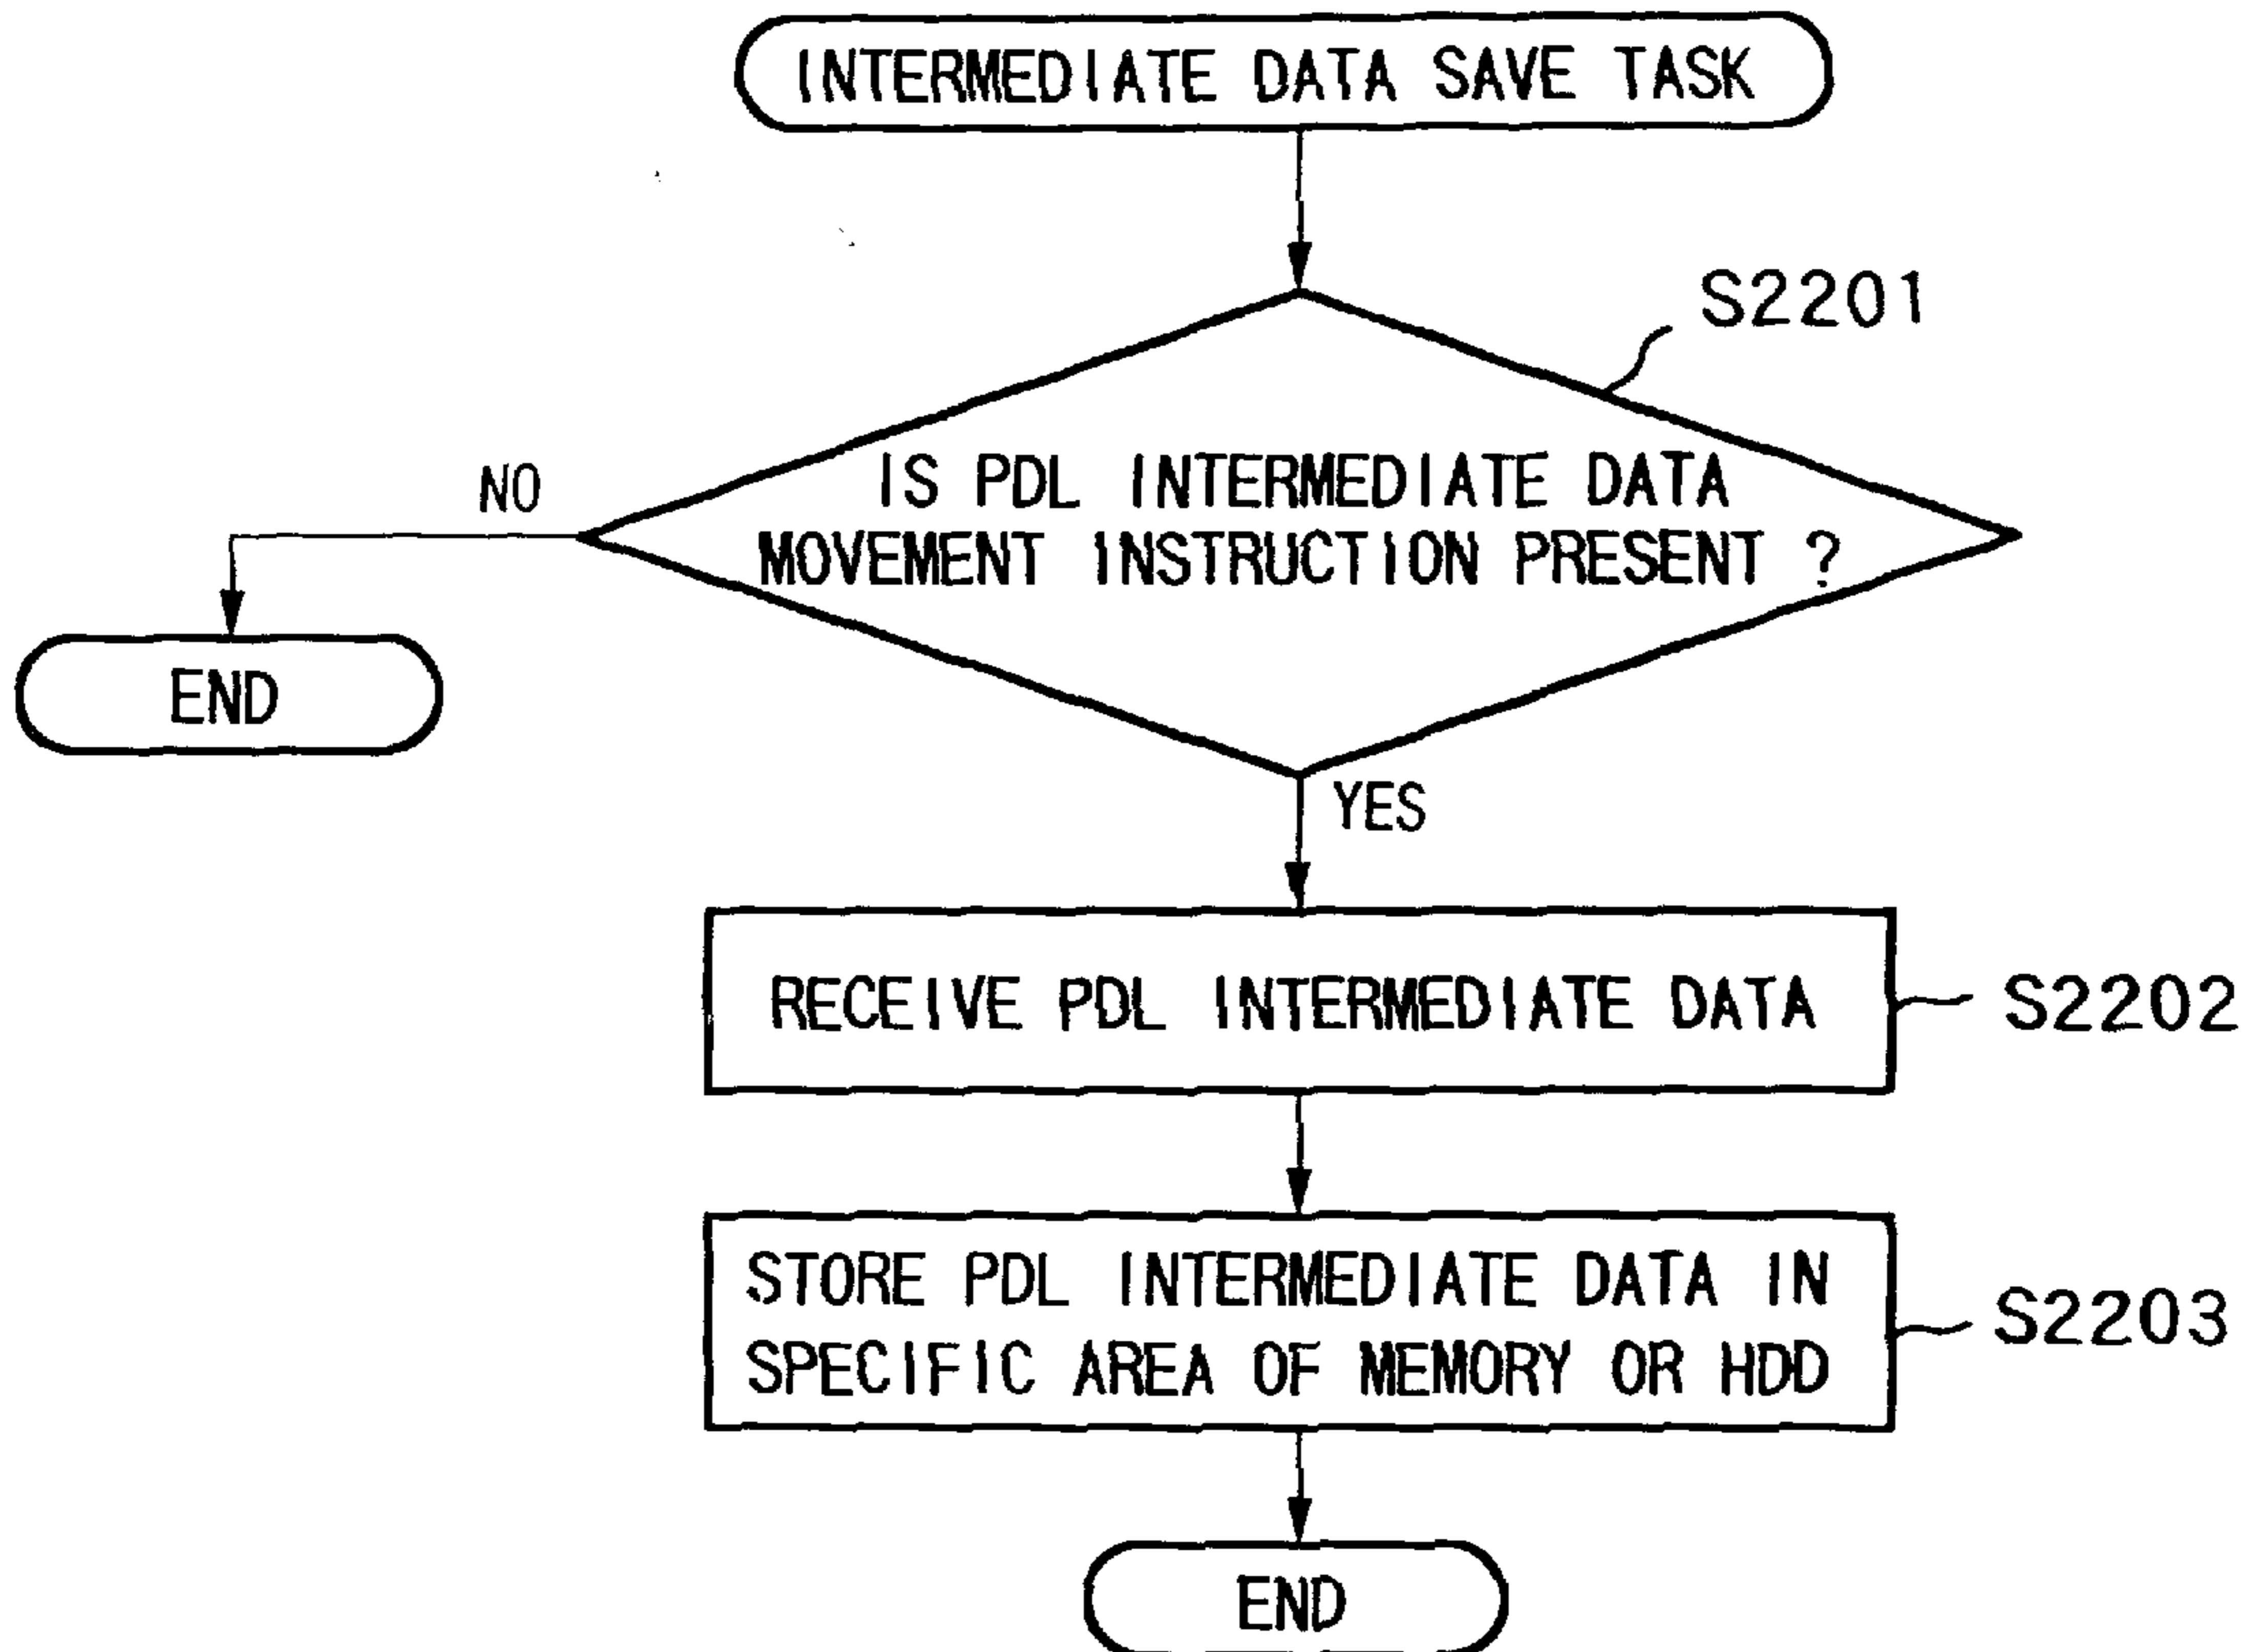 INTERMEDIATE DATA SAVE TASK
S2201
IS PDL INTERMEDIATE DATA
MOVEMENT INSTRUCTION PRESENT ?
NO
END
YES
RECEIVE PDL INTERMEDIATE DATA
S2202
STORE PDL INTERMEDIATE DATA IN
SPECIFIC AREA OF MEMORY OR HDD
S2203
END